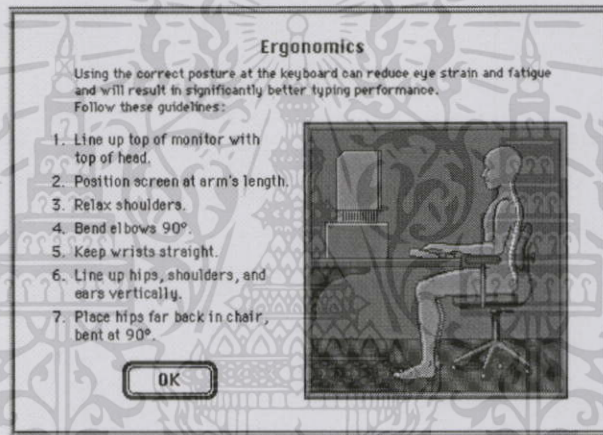 Ergonomics
Using the correct posture at the keyboard can reduce eye strain and fatigue
and will result in significantly better typing performance.
Follow these guidelines:
1. Line up top of monitor with
top of head.
2. Position screen at arm's length.
3. Relax shoulders.
4. Bend elbows 90º.
5. Keep wrists straight.
6. Line up hips, shoulders, and
ears vertically.
7. Place hips far back in chair,
bent at 90º.
OK